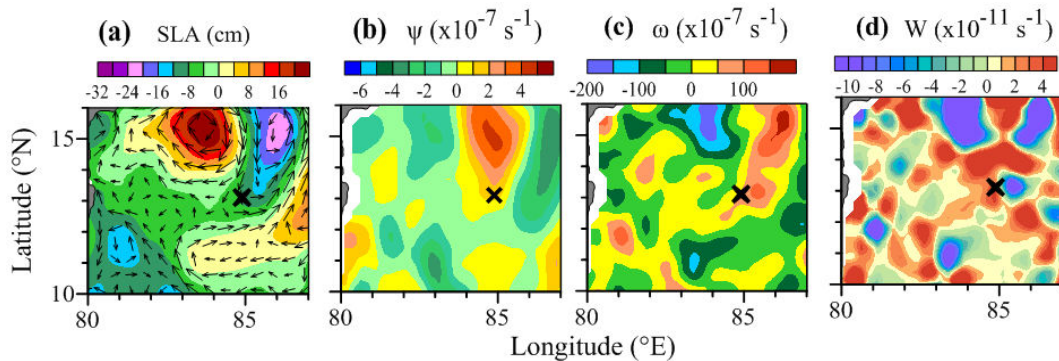 (a) SLA (cm) (b) ψ (x10⁻⁷ s⁻¹) (c) ω (x10⁻⁷ s⁻¹) (d) W (x10⁻¹¹ s⁻¹)
-32 -24 -16 -8 0 8 16
-6 -4 -2 0 2 4 6
-200 -100 0 100
-10 -8 -6 -4 -2 0 2 4
Latitude (°N)
15
10
80 85 80 85 80 85 80 85
Longitude (°E)